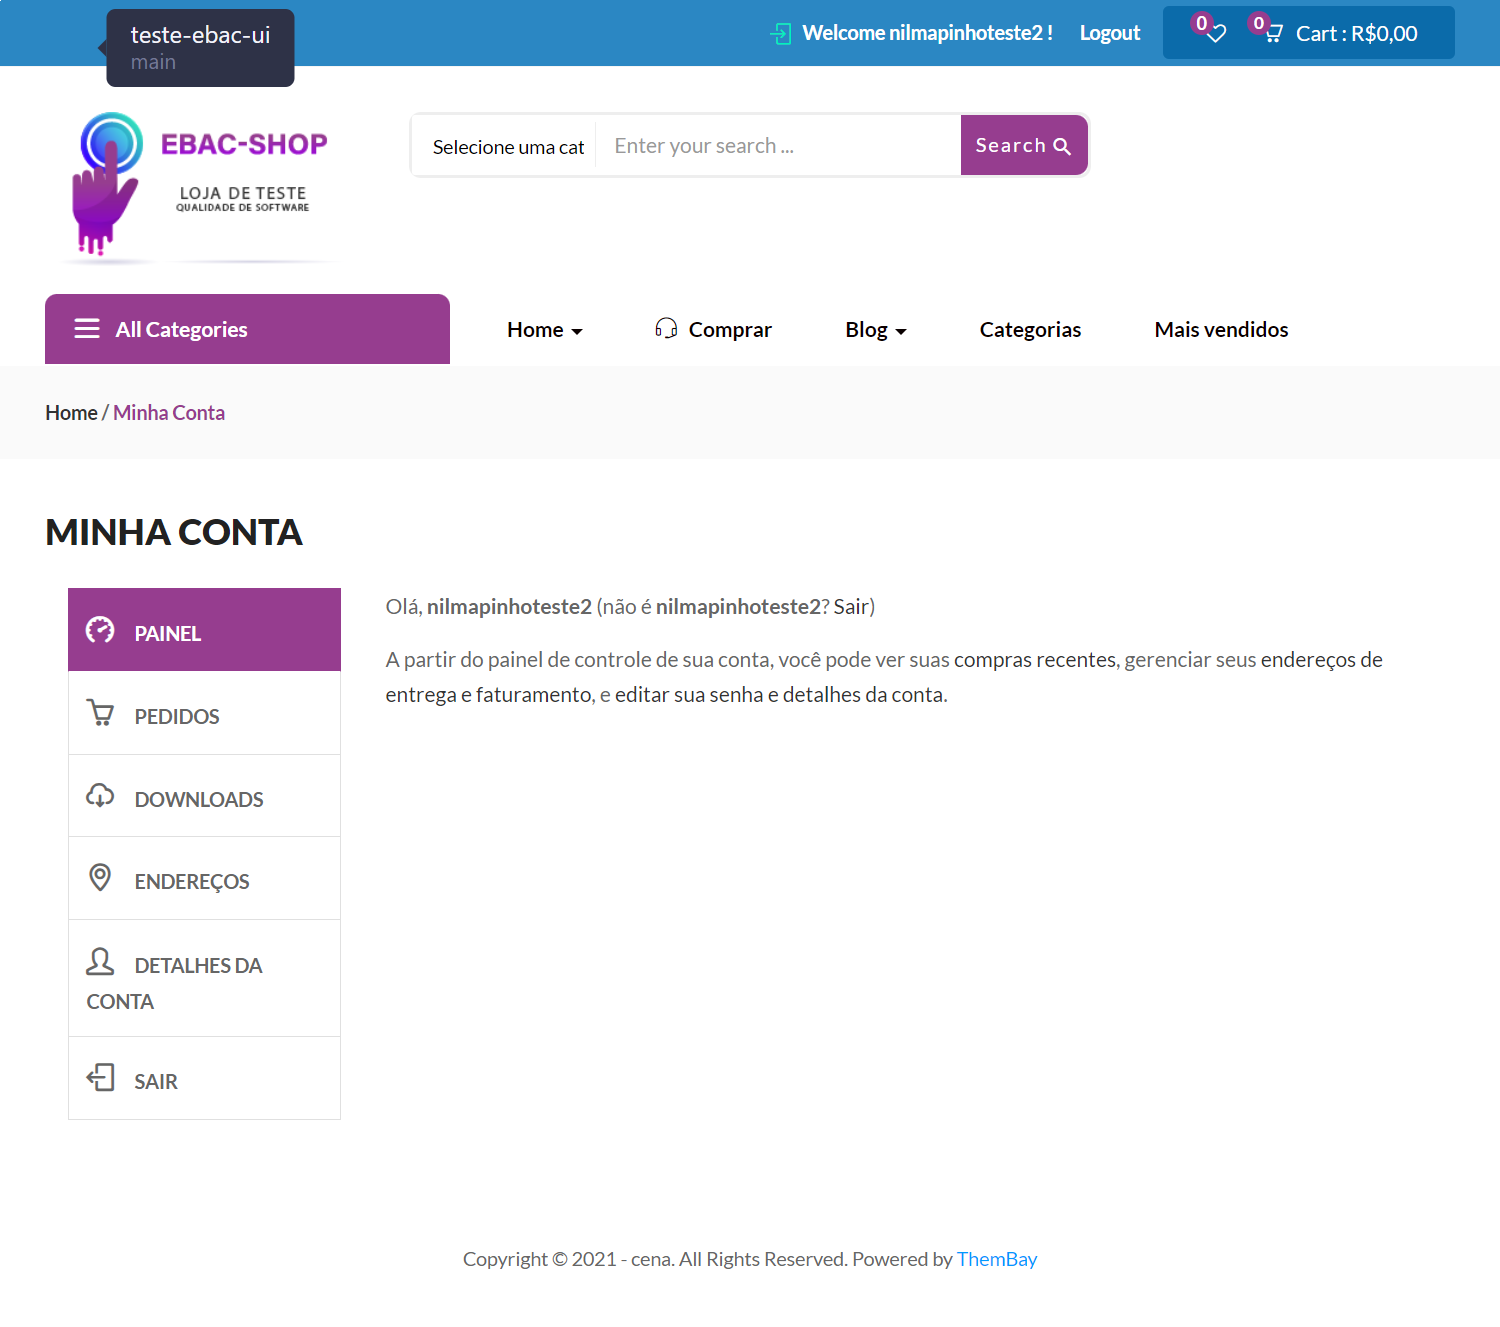 teste-ebac-ui
main
Welcome nilmapinhoteste2 !
Logout
0
0
Cart : R$0,00
EBAC-SHOP
LOJA DE TESTE
QUALIDADE DE SOFTWARE
Selecione uma cat
Enter your search ...
Search
All Categories
Home
Comprar
Blog
Categorias
Mais vendidos
Home / Minha Conta
MINHA CONTA
PAINEL
PEDIDOS
DOWNLOADS
ENDEREÇOS
DETALHES DA
CONTA
SAIR
Olá, nilmapinhoteste2 (não é nilmapinhoteste2? Sair)
A partir do painel de controle de sua conta, você pode ver suas compras recentes, gerenciar seus endereços de
entrega e faturamento, e editar sua senha e detalhes da conta.
Copyright © 2021 - cena. All Rights Reserved. Powered by ThemBay